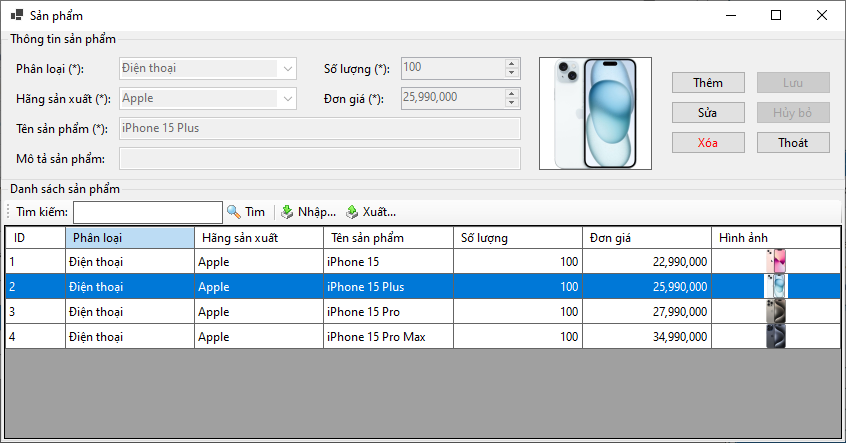 Sản phẩm
Thông tin sản phẩm
Phân loại (*): Điện thoại Số lượng (*): 100 Thêm Lưu
Hãng sản xuất (*): Apple Đơn giá (*): 25,990,000 Sửa Hủy bỏ
Tên sản phẩm (*): iPhone 15 Plus Xóa Thoát
Mô tả sản phẩm:
Danh sách sản phẩm
Tìm kiếm: Tìm Nhập... Xuất...
ID Phân loại Hãng sản xuất Tên sản phẩm Số lượng Đơn giá Hình ảnh
1 Điện thoại Apple iPhone 15 100 22,990,000
2 Điện thoại Apple iPhone 15 Plus 100 25,990,000
3 Điện thoại Apple iPhone 15 Pro 100 27,990,000
4 Điện thoại Apple iPhone 15 Pro Max 100 34,990,000